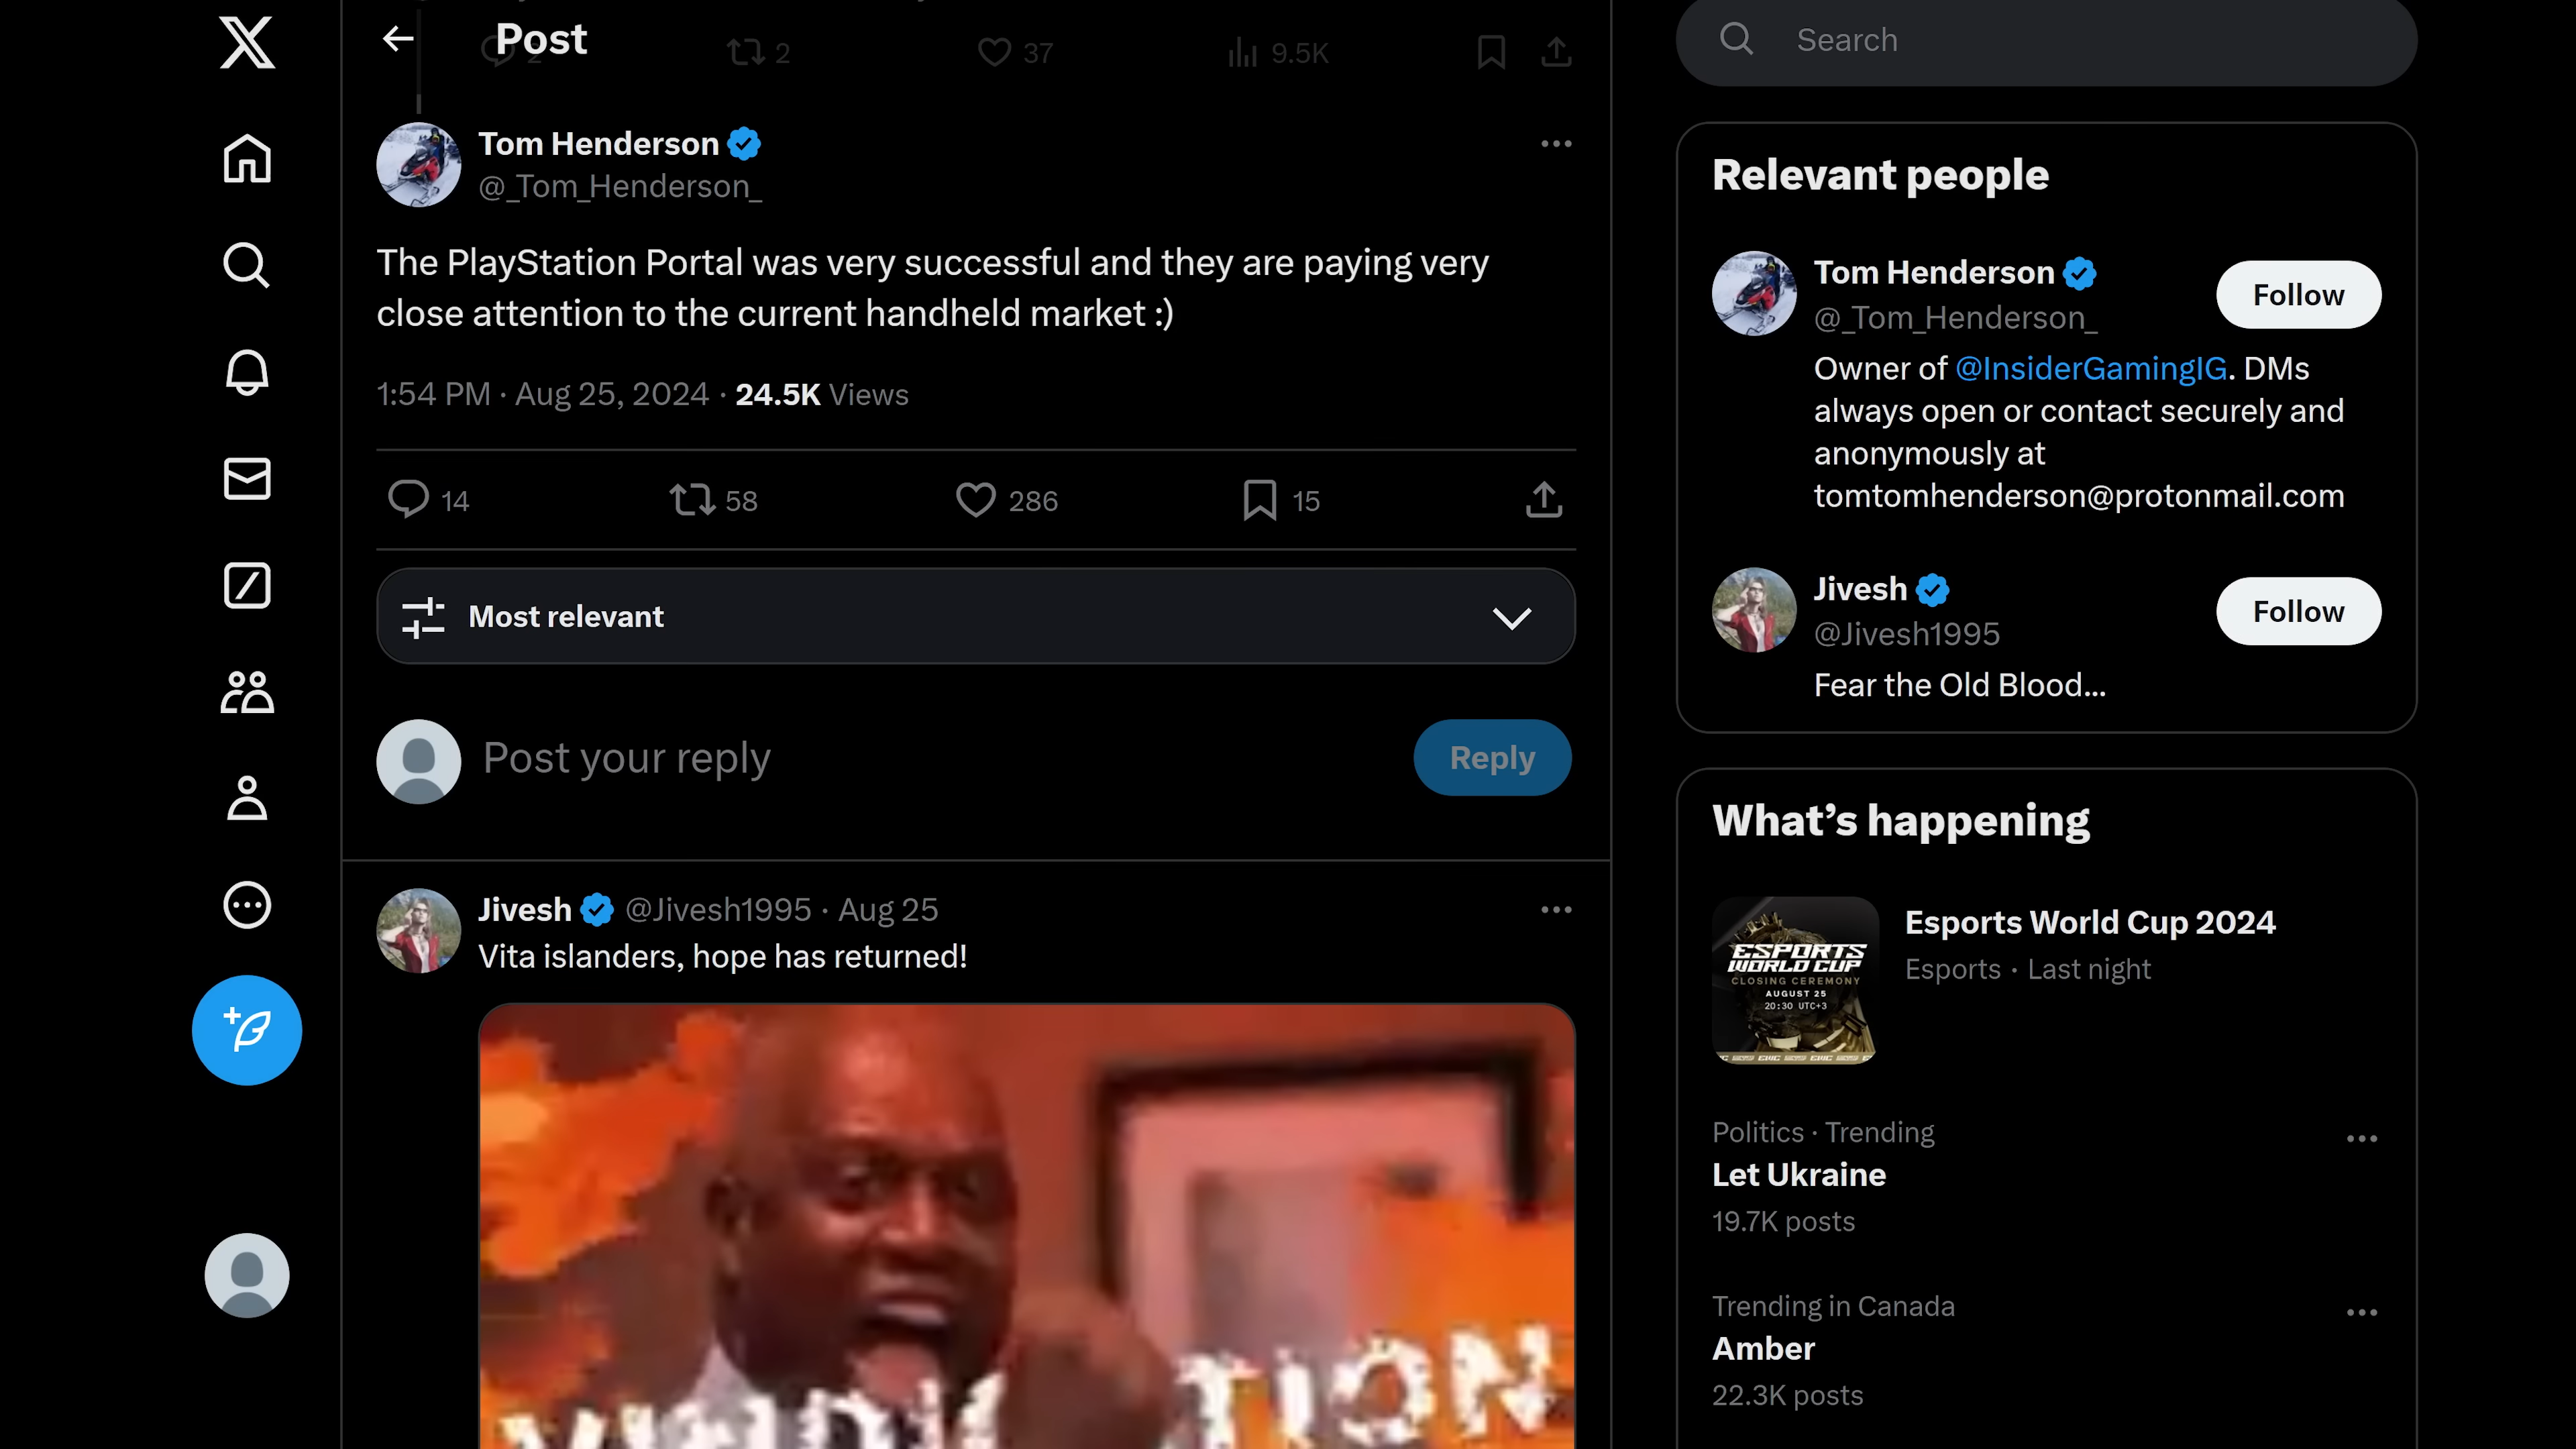 Post
2
2
37
9.5K
Tom Henderson
@_Tom_Henderson_
The PlayStation Portal was very successful and they are paying very
close attention to the current handheld market :)
1:54 PM · Aug 25, 2024 · 24.5K Views
14
58
286
15
Most relevant
Post your reply
Reply
Jivesh @Jivesh1995 · Aug 25
Vita islanders, hope has returned!
Search
Relevant people
Tom Henderson
@_Tom_Henderson_
Follow
Owner of @InsiderGamingIG. DMs
always open or contact securely and
anonymously at
tomtomhenderson@protonmail.com
Jivesh
@Jivesh1995
Follow
Fear the Old Blood...
What’s happening
ESPORTS
WORLD CUP
CLOSING CEREMONY
AUGUST 25
20:30 UTC+3
Esports World Cup 2024
Esports · Last night
Politics · Trending
Let Ukraine
19.7K posts
Trending in Canada
Amber
22.3K posts